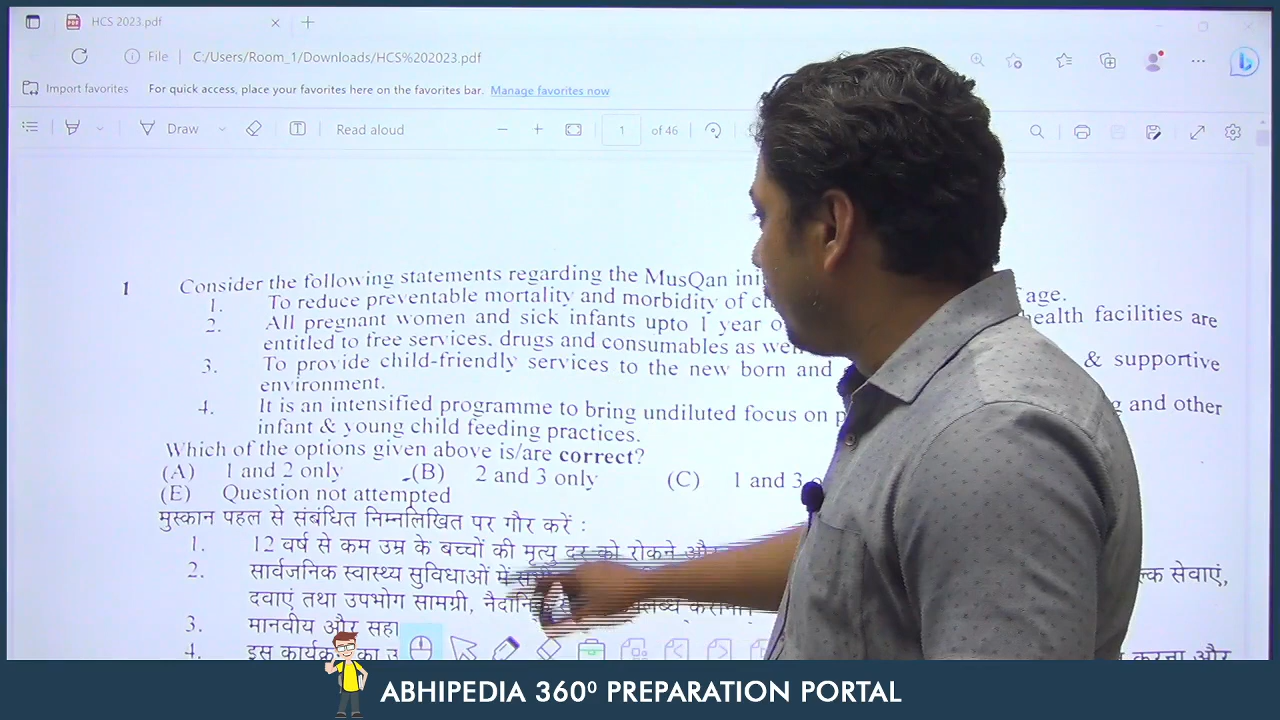 HCS 2023.pdf
File C:/Users/Room_1/Downloads/HCS%202023.pdf
Import favorites For quick access, place your favorites here on the favorites bar. Manage favorites now
Draw Read aloud 1 of 46
1 Consider the following statements regarding the MusQan
1. To reduce preventable mortality and morbidity of age.
2. All pregnant women and sick infants upto 1 year health facilities are
entitled to free services, drugs and consumables as
3. To provide child-friendly services to the new born and & supportive
environment.
4. It is an intensified programme to bring undiluted focus on and other
infant & young child feeding practices.
Which of the options given above is/are correct?
(A) 1 and 2 only (B) 2 and 3 only (C) 1 and 3
(E) Question not attempted
मुस्कान पहल से संबंधित निम्नलिखित पर गौर करें :
1. 12 वर्ष से कम उम्र के बच्चों की मृत्यु दर को रोकने और
2. सार्वजनिक स्वास्थ्य सुविधाओं में सेवाएं,
दवाएं तथा उपभोग सामग्री,
3. मानवीय और
4. इस करना और
ABHIPEDIA 360º PREPARATION PORTAL